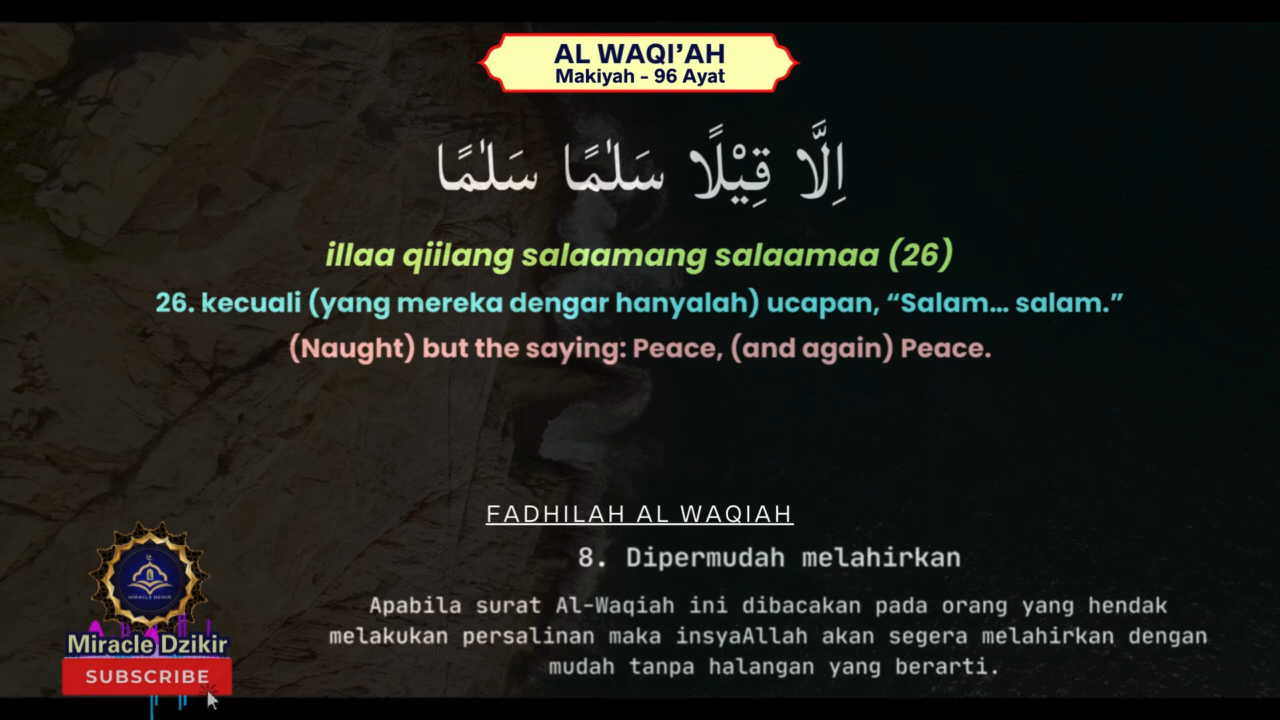 AL WAQI’AH
Makiyah - 96 Ayat
اِلَّا قِيْلًا سَلٰمًا سَلٰمًا
illaa qiilang salaamang salaamaa (26)
26. kecuali (yang mereka dengar hanyalah) ucapan, “Salam... salam.”
(Naught) but the saying: Peace, (and again) Peace.
FADHILAH AL WAQIAH
8. Dipermudah melahirkan
Apabila surat Al-Waqiah ini dibacakan pada orang yang hendak
melakukan persalinan maka insyaAllah akan segera melahirkan dengan
mudah tanpa halangan yang berarti.
MIRACLE DZIKIR
Miracle Dzikir
SUBSCRIBE